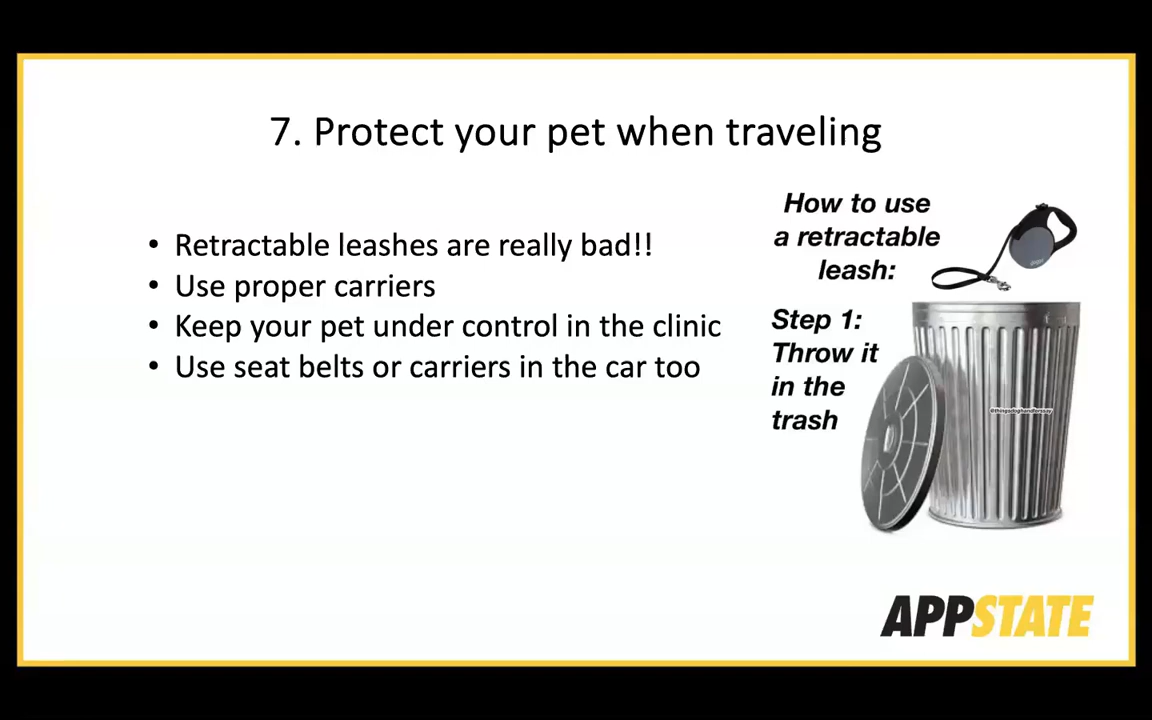 7. Protect your pet when traveling
• Retractable leashes are really bad!!
• Use proper carriers
• Keep your pet under control in the clinic
• Use seat belts or carriers in the car too
How to use
a retractable
leash:
Step 1:
Throw it
in the
trash
@thingsdoghandlerssay
APPSTATE